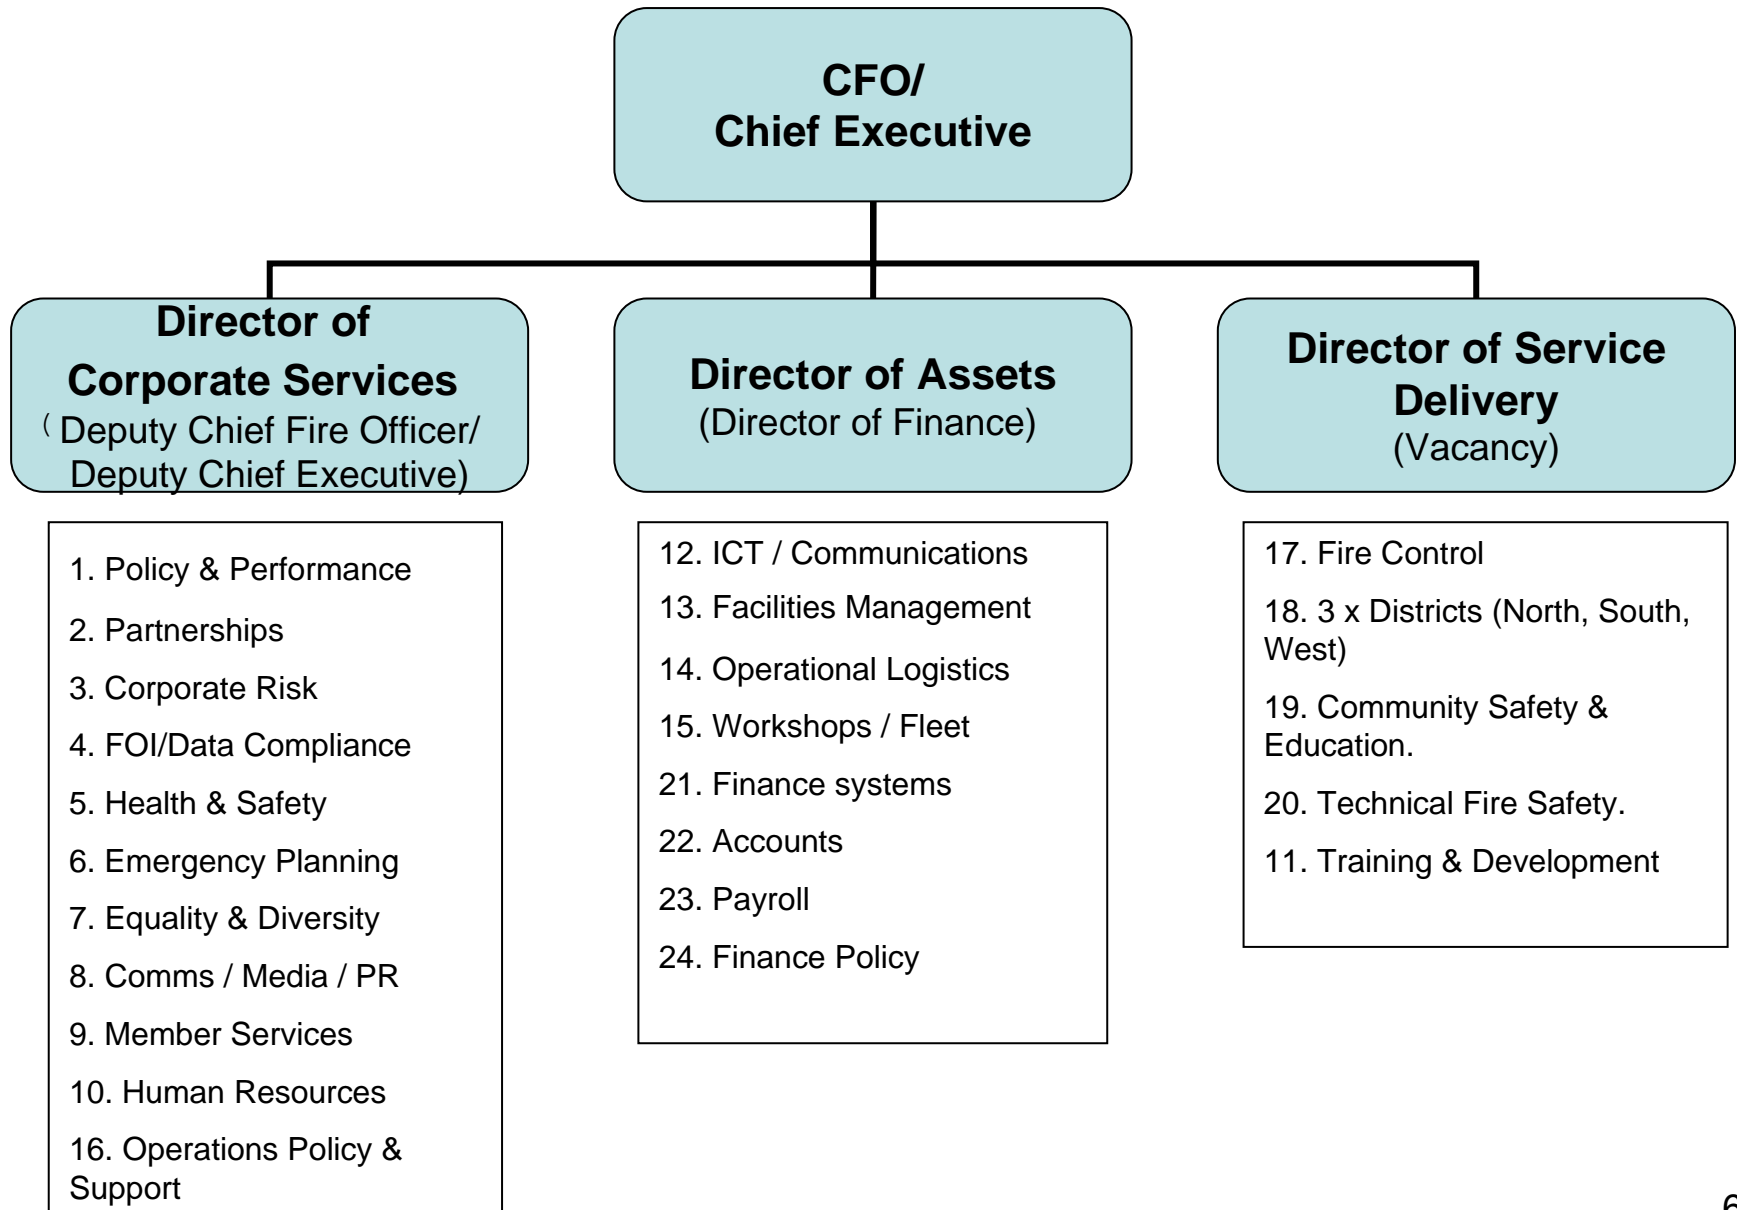 CFO/
Chief Executive
Director of
Corporate Services
( Deputy Chief Fire Officer/
Deputy Chief Executive)
Director of Assets
(Director of Finance)
Director of Service
Delivery
(Vacancy)
1. Policy & Performance
2. Partnerships
3. Corporate Risk
4. FOI/Data Compliance
5. Health & Safety
6. Emergency Planning
7. Equality & Diversity
8. Comms / Media / PR
9. Member Services
10. Human Resources
16. Operations Policy &
Support
12. ICT / Communications
13. Facilities Management
14. Operational Logistics
15. Workshops / Fleet
21. Finance systems
22. Accounts
23. Payroll
24. Finance Policy
17. Fire Control
18. 3 x Districts (North, South,
West)
19. Community Safety &
Education.
20. Technical Fire Safety.
11. Training & Development
6